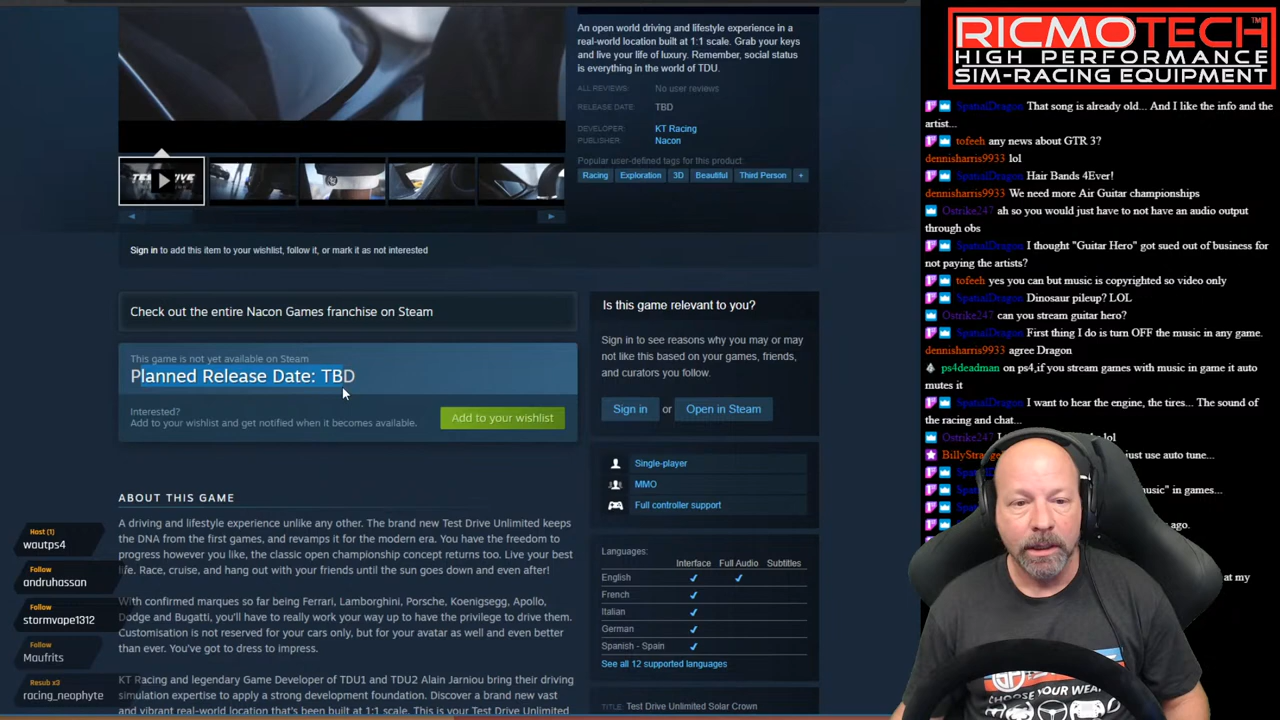 An open world driving and lifestyle experience in a
real-world location built at 1:1 scale. Grab your keys
and live your life of luxury. Remember, social status
is everything in the world of TDU.
ALL REVIEWS: No user reviews
RELEASE DATE: TBD
DEVELOPER: KT Racing
PUBLISHER: Nacon
Popular user-defined tags for this product:
Racing Exploration 3D Beautiful Third Person +
Sign in to add this item to your wishlist, follow it, or mark it as not interested
Check out the entire Nacon Games franchise on Steam
This game is not yet available on Steam
Planned Release Date: TBD
Interested?
Add to your wishlist and get notified when it becomes available.
Add to your wishlist
ABOUT THIS GAME
A driving and lifestyle experience unlike any other. The brand new Test Drive Unlimited keeps
the DNA from the first games, and revamps it for the modern era. You have the freedom to
progress however you like, the classic open championship concept returns too. Live your best
life. Race, cruise, and hang out with your friends until the sun goes down and even after!
With confirmed marques so far being Ferrari, Lamborghini, Porsche, Koenigsegg, Apollo,
Dodge and Bugatti, you'll have to really work your way up to have the privilege to drive them.
Customisation is not reserved for your cars only, but for your avatar as well and even better
than ever. You've got to dress to impress.
KT Racing and legendary Game Developer of TDU1 and TDU2 Alain Jarniou bring their driving
simulation expertise to apply a strong development foundation. Discover a brand new vast
and vibrant real-world location that's been built at 1:1 scale. This is your Test Drive Unlimited
Is this game relevant to you?
Sign in to see reasons why you may or may
not like this based on your games, friends,
and curators you follow.
Sign in or Open in Steam
Single-player
MMO
Full controller support
Languages:
Interface Full Audio Subtitles
English
French
Italian
German
Spanish - Spain
See all 12 supported languages
TITLE: Test Drive Unlimited Solar Crown
Host (1)
wautps4
Follow
andruhassan
Follow
stormvape1312
Follow
Maufrits
Resub x3
racing_neophyte
RICMOTECH™
HIGH PERFORMANCE
SIM-RACING EQUIPMENT
SpatialDragon That song is already old... And I like the info and the
artist...
tofeeh any news about GTR 3?
dennisharris9933 lol
SpatialDragon Hair Bands 4Ever!
dennisharris9933 We need more Air Guitar championships
Ostrike247 ah so you would just have to not have an audio output
through obs
SpatialDragon I thought "Guitar Hero" got sued out of business for
not paying the artists?
tofeeh yes you can but music is copyrighted so video only
SpatialDragon Dinosaur pileup? LOL
Ostrike247 can you stream guitar hero?
SpatialDragon First thing I do is turn OFF the music in any game.
dennisharris9933 agree Dragon
ps4deadman on ps4,if you stream games with music in game it auto
mutes it
SpatialDragon I want to hear the engine, the tires... The sound of
the racing and chat...
Ostrike247 lol
just use auto tune...
music" in games...
ago.
at my
CHOOSE YOUR